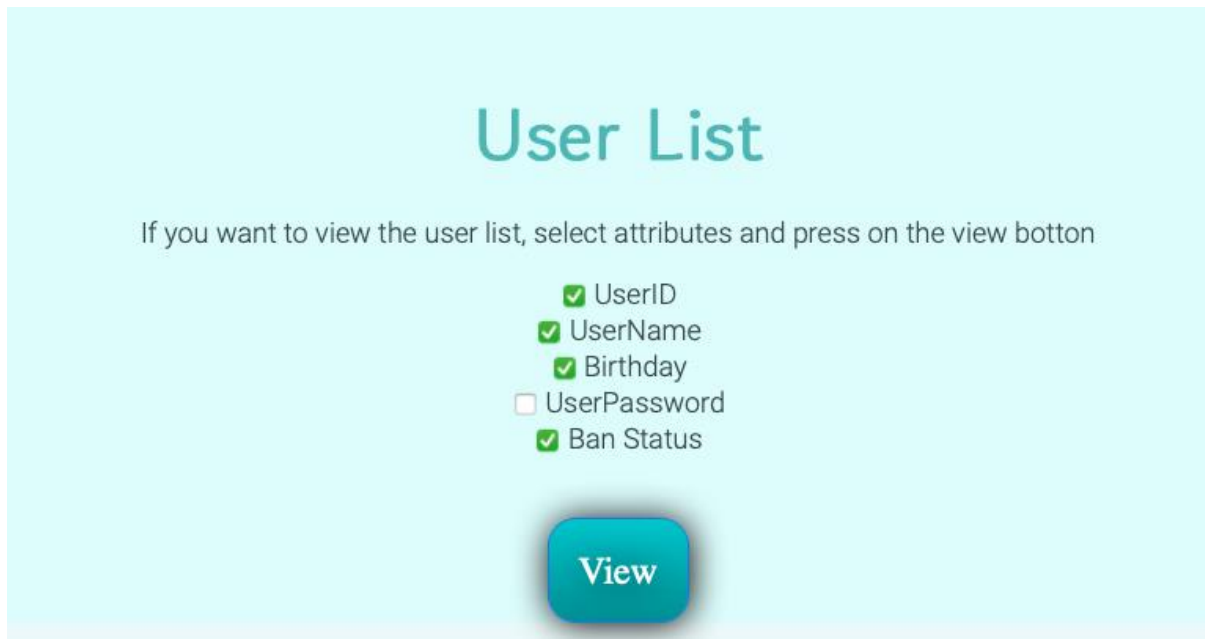 User List
If you want to view the user list, select attributes and press on the view botton
UserID
UserName
Birthday
UserPassword
Ban Status
View